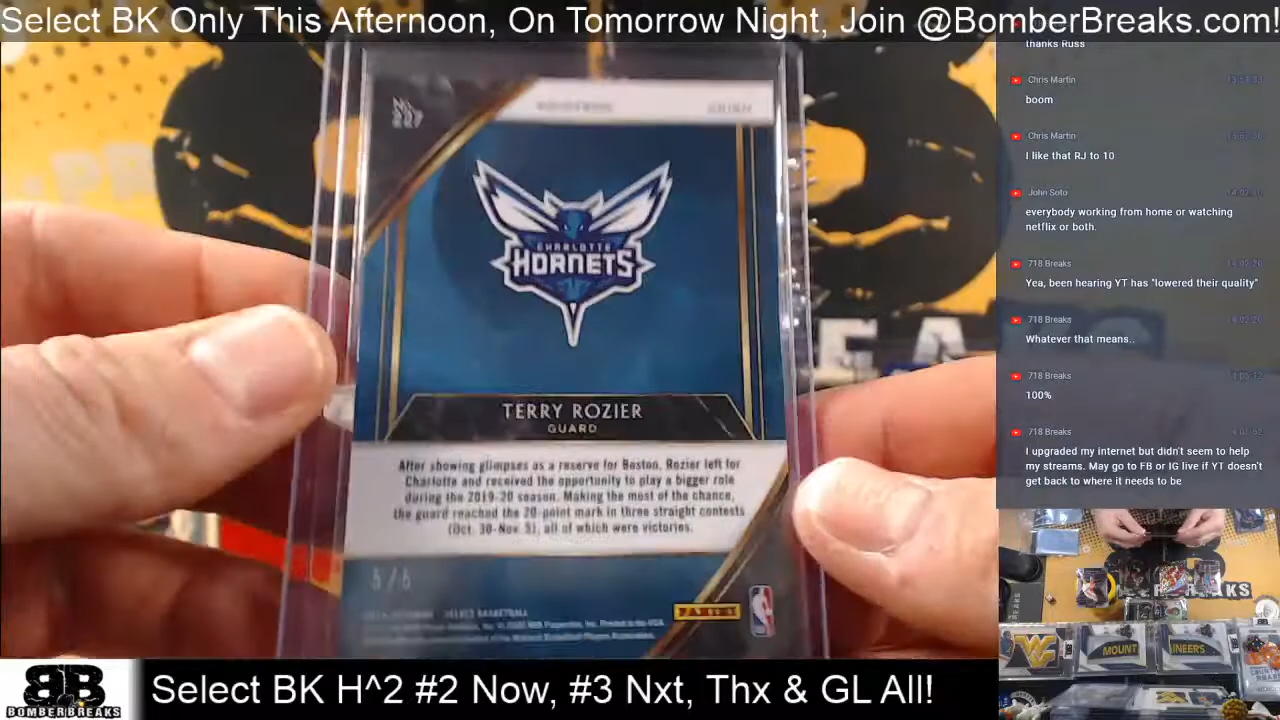 Select BK Only This Afternoon, On Tomorrow Night, Join @BomberBreaks.com!
thanks Russ
Chris Martin
boom
Chris Martin
I like that RJ to 10
John Soto
everybody working from home or watching
netflix or both.
718 Breaks
Yea, been hearing YT has "lowered their quality"
718 Breaks
Whatever that means..
718 Breaks
100%
718 Breaks
I upgraded my internet but didn't seem to help
my streams. May go to FB or IG live if YT doesn't
get back to where it needs to be
No.
227
CHARLOTTE
HORNETS
TERRY ROZIER
GUARD
After showing glimpses as a reserve for Boston, Rozier left for
Charlotte and received the opportunity to play a bigger role
during the 2019-20 season. Making the most of the chance,
the guard reached the 20-point mark in three straight contests
(Oct. 30-Nov. 5), all of which were victories.
5/5
PANINI
MOUNT
INEERS
BB
BOMBERBREAKS
Select BK H^2 #2 Now, #3 Nxt, Thx & GL All!